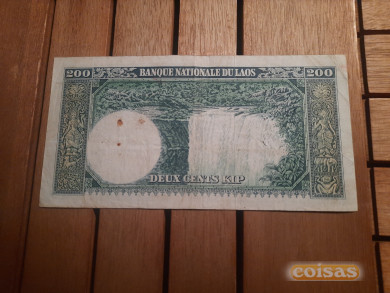 200 BANQUE NATIONALE DU LAOS 200
DEUX CENTS KIP
coisas